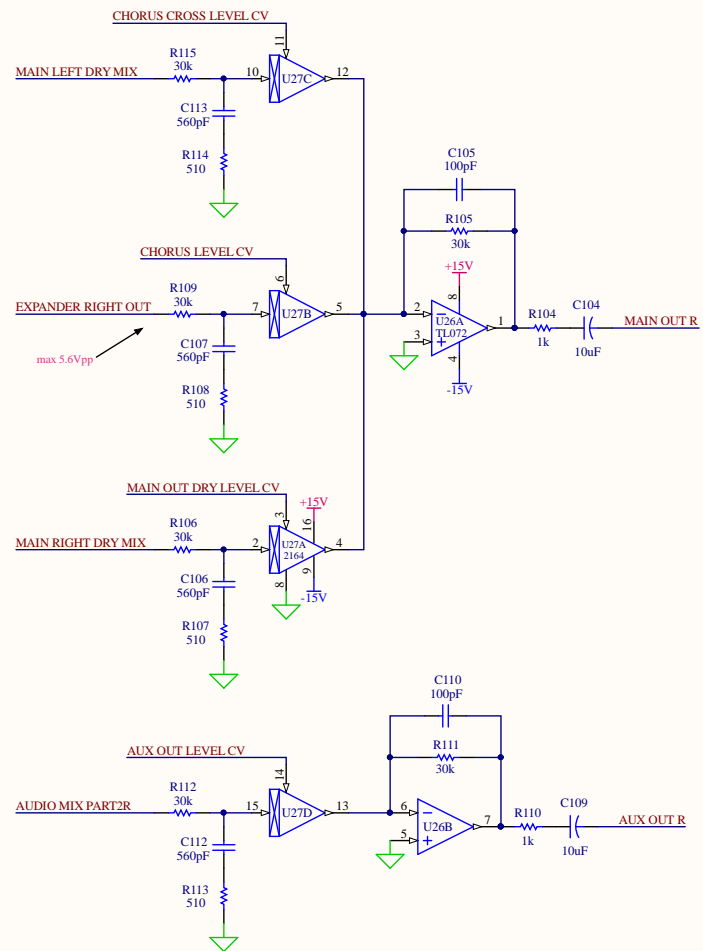 CHORUS CROSS LEVEL CV
11
R115
30k
MAIN LEFT DRY MIX
10
U27C
12
C113
560pF
R114
510
C105
100pF
R105
30k
CHORUS LEVEL CV
6
+15V
R109
30k
EXPANDER RIGHT OUT
7
U27B
5
2
8
U26A
TL072
1
R104
1k
C104
10uF
MAIN OUT R
3
4
-15V
max 5.6Vpp
C107
560pF
R108
510
MAIN OUT DRY LEVEL CV
3
+15V
16
R106
30k
MAIN RIGHT DRY MIX
2
U27A
2164
4
8
9
-15V
C106
560pF
R107
510
C110
100pF
R111
30k
AUX OUT LEVEL CV
14
R112
30k
AUDIO MIX PART2R
15
U27D
13
6
5
U26B
7
R110
1k
C109
10uF
AUX OUT R
C112
560pF
R113
510